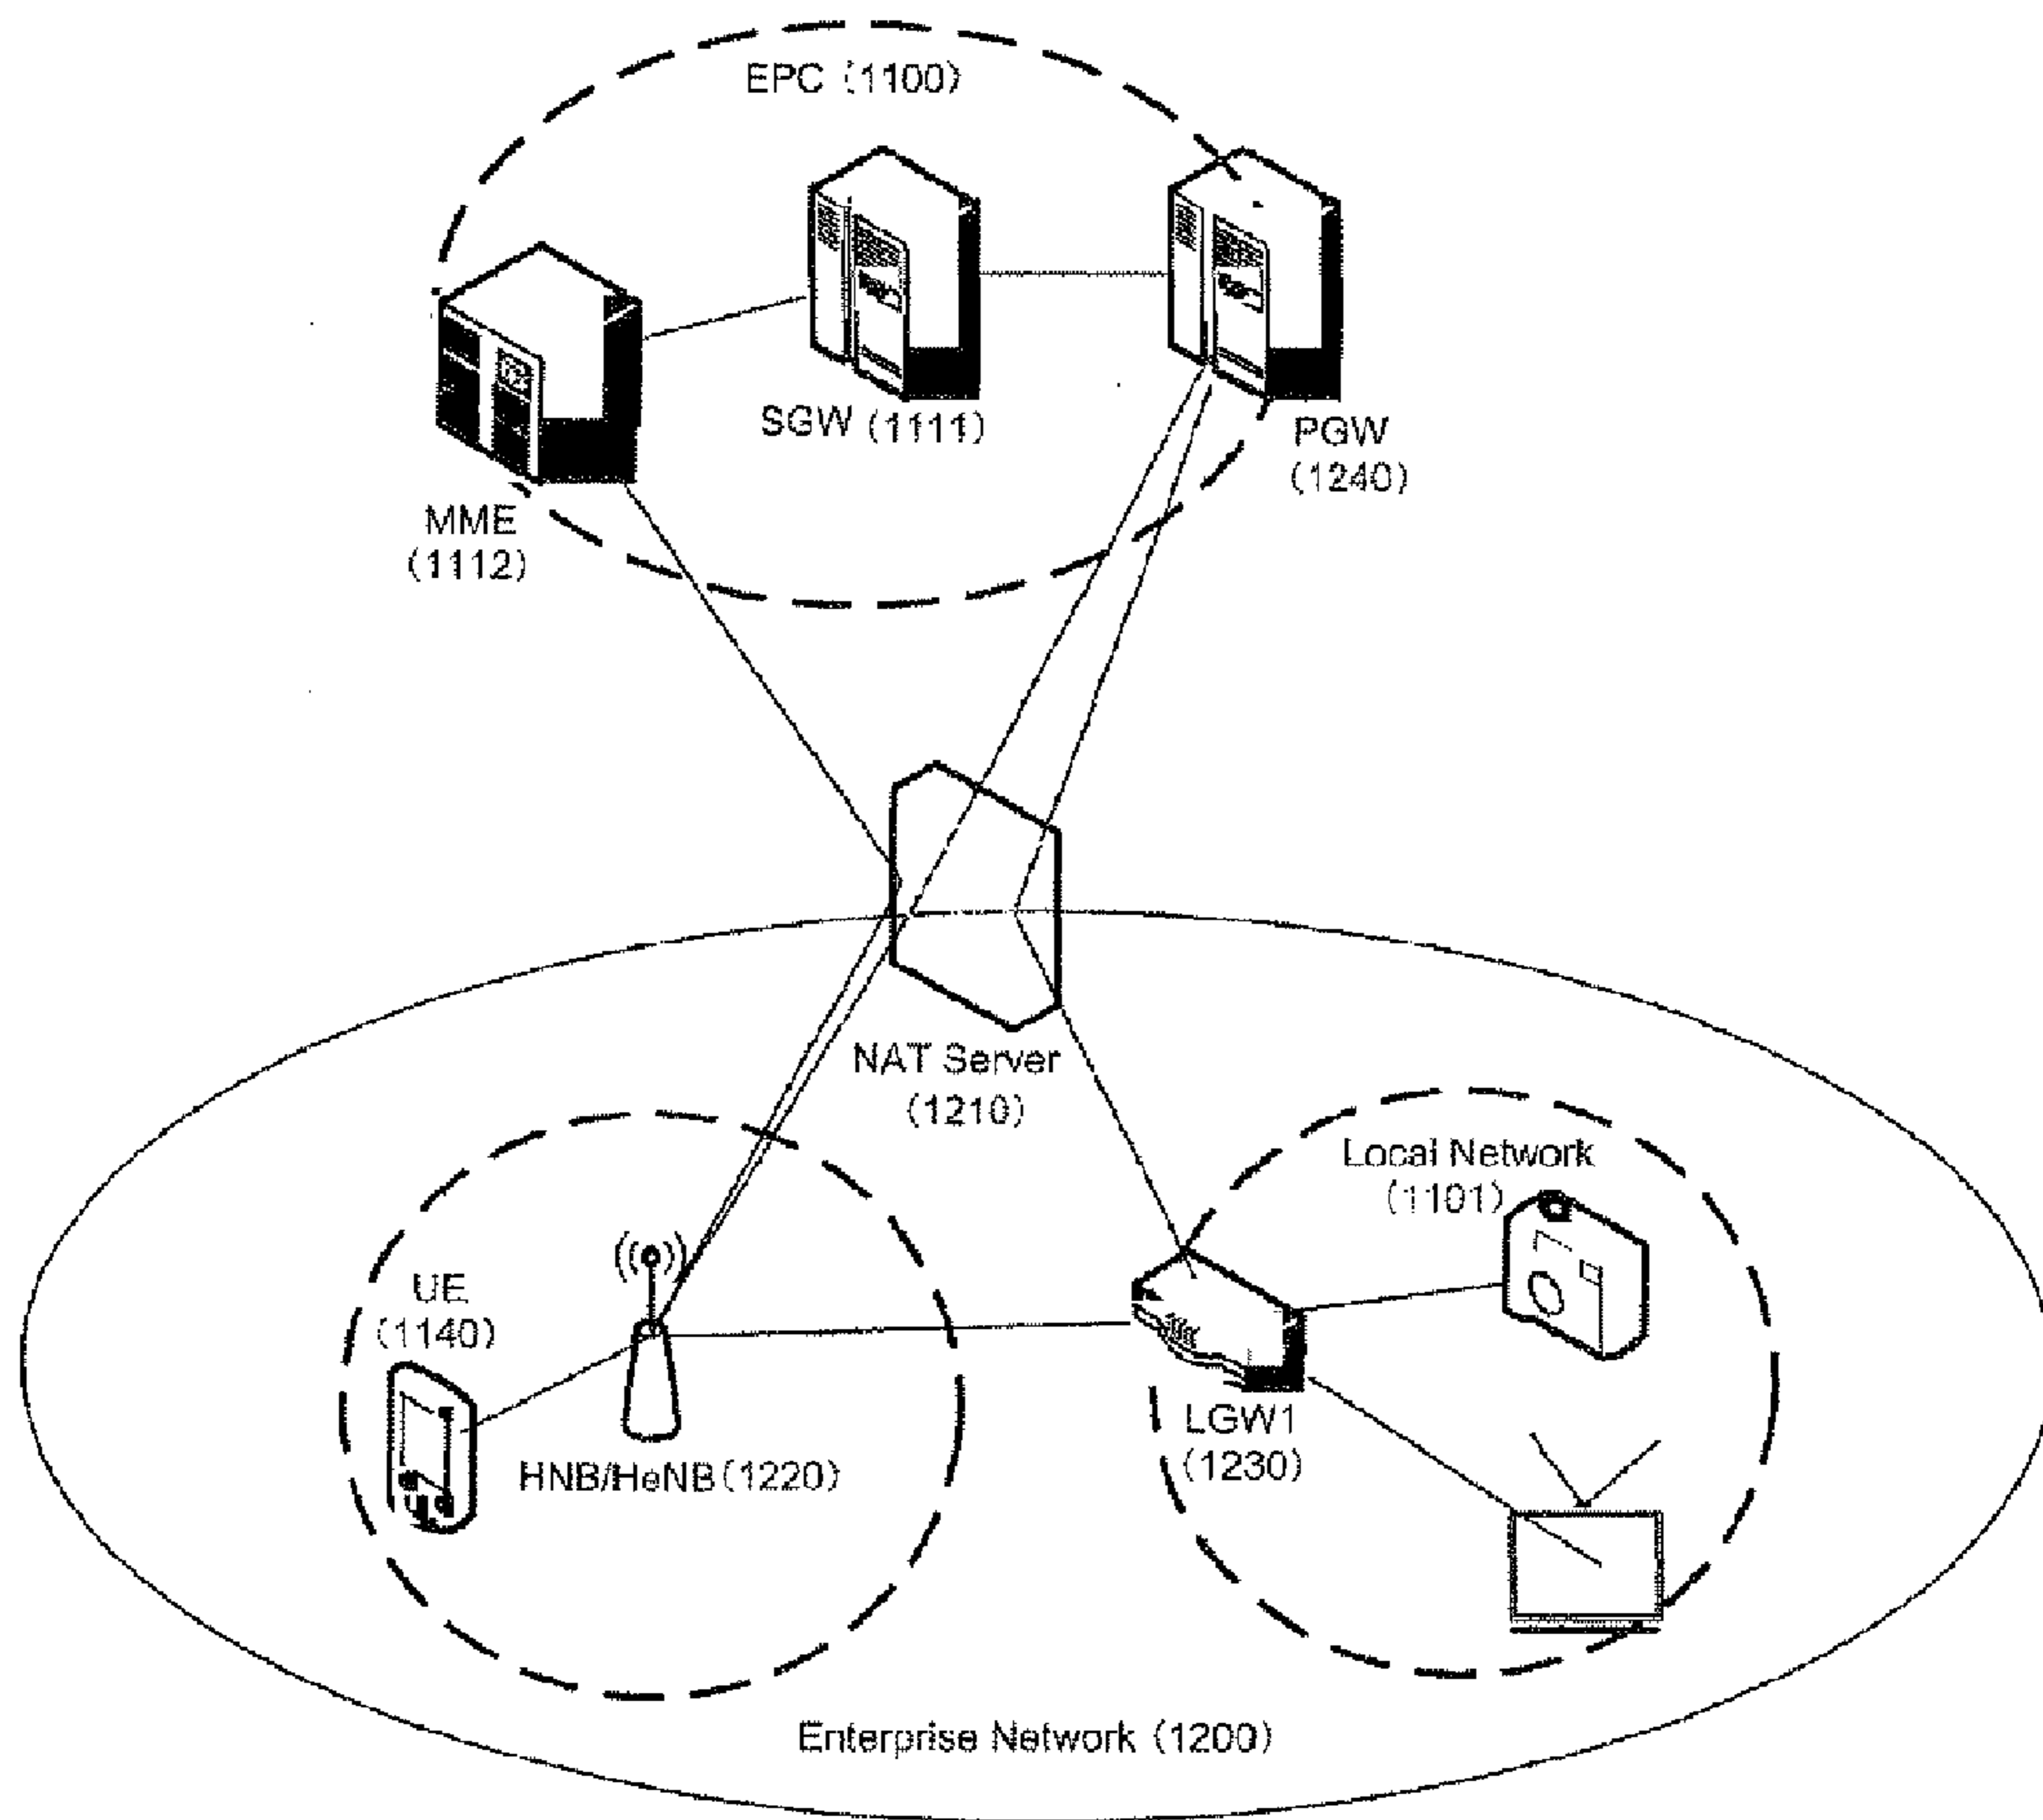 EPC (1100)
SGW (1111)
PGW
(1240)
MME
(1112)
NAT Server
(1210)
Local Network
(1101)
UE
(1140)
HNB/HeNB (1220)
LGW1
(1230)
Enterprise Network (1200)